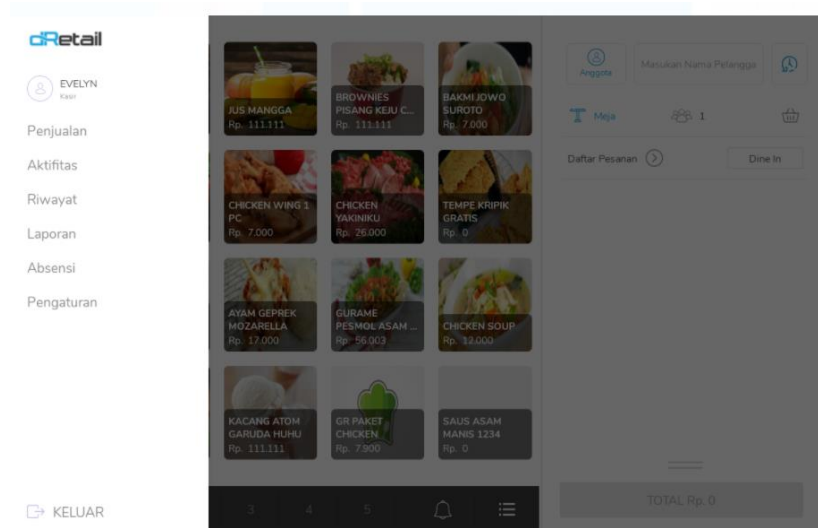 dRetail
EVELYN
Kasir
Penjualan
Aktifitas
Riwayat
Laporan
Absensi
Pengaturan
KELUAR
JUS MANGGA
Rp. 111.111
BROWNIES
PISANG KEJU C...
Rp. 111.111
BAKMI JOWO
SUROTO
Rp. 7.000
CHICKEN WING 1
PC
Rp. 7.000
CHICKEN
YAKINIKU
Rp. 26.000
TEMPE KRIPIK
GRATIS
Rp. 0
AYAM GEPREK
MOZARELLA
Rp. 17.000
GURAME
PESMOL ASAM ...
Rp. 56.003
CHICKEN SOUP
Rp. 12.000
KACANG ATOM
GARUDA HUHU
Rp. 111.111
GR PAKET
CHICKEN
Rp. 7.900
SAUS ASAM
MANIS 1234
Rp. 0
3 4 5
Anggota
Masukan Nama Pelangga
Meja 1
Daftar Pesanan
Dine In
TOTAL Rp. 0